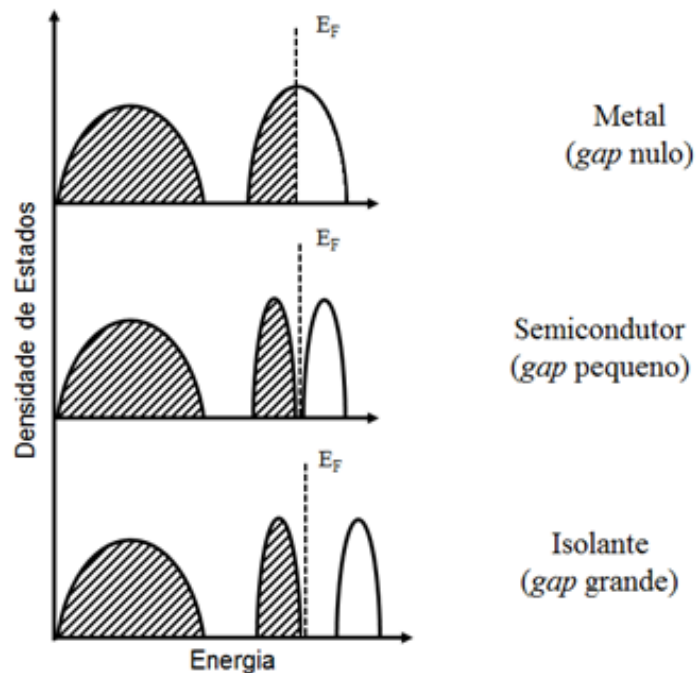 E_F
Metal
(gap nulo)
Densidade de Estados
E_F
Semicondutor
(gap pequeno)
E_F
Isolante
(gap grande)
Energia